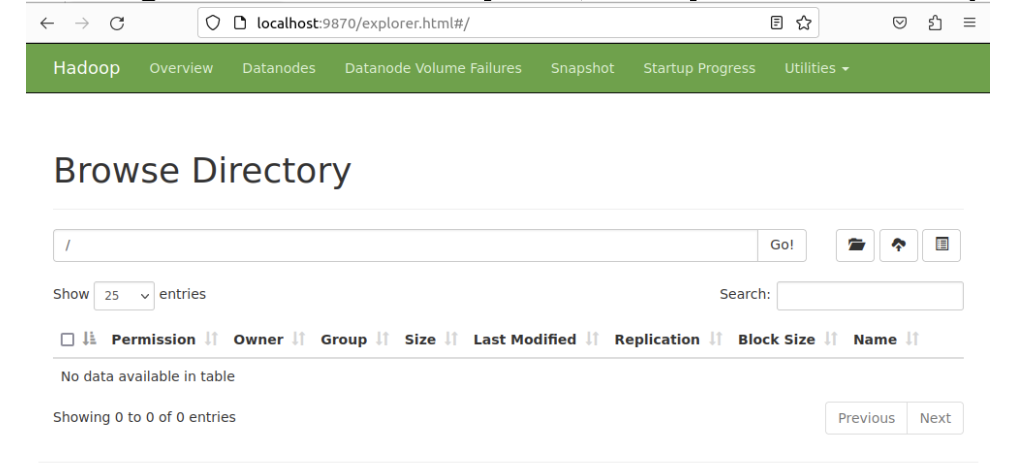 localhost:9870/explorer.html#/
Hadoop Overview Datanodes Datanode Volume Failures Snapshot Startup Progress Utilities
Browse Directory
/ Go!
Show 25 entries Search:
Permission Owner Group Size Last Modified Replication Block Size Name
No data available in table
Showing 0 to 0 of 0 entries Previous Next